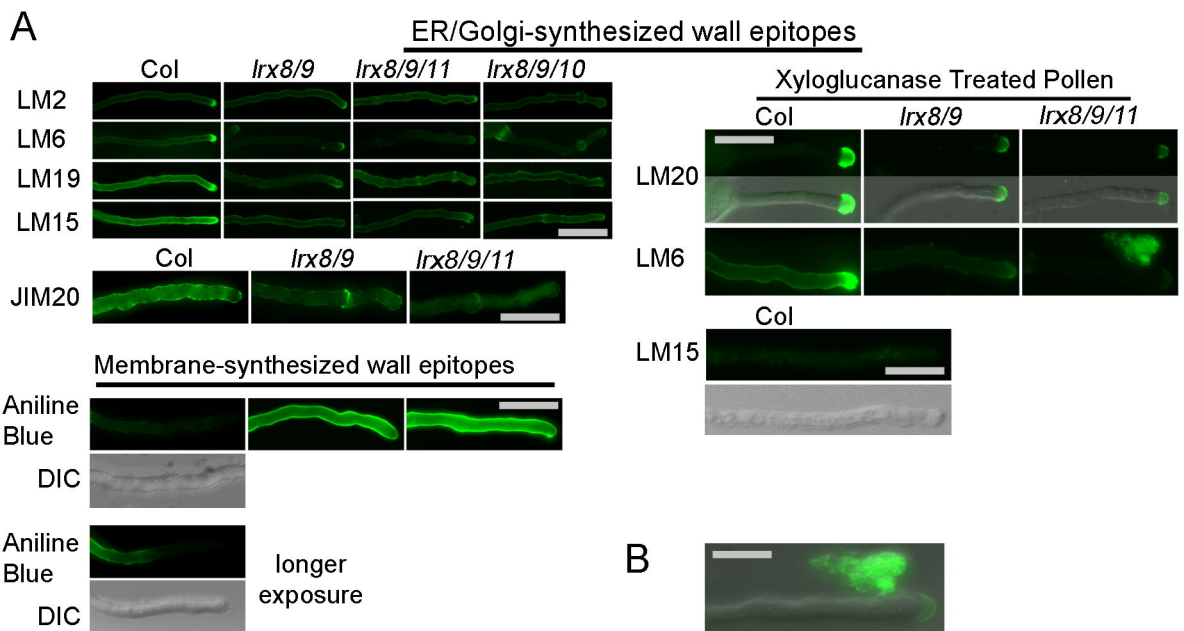 A
ER/Golgi-synthesized wall epitopes
Col lrx8/9 lrx8/9/11 lrx8/9/10
LM2
LM6
LM19
LM15
Col lrx8/9 lrx8/9/11
JIM20
Membrane-synthesized wall epitopes
Aniline
Blue
DIC
Aniline
Blue
DIC
longer
exposure
Xyloglucanase Treated Pollen
Col lrx8/9 lrx8/9/11
LM20
LM6
Col
LM15
B